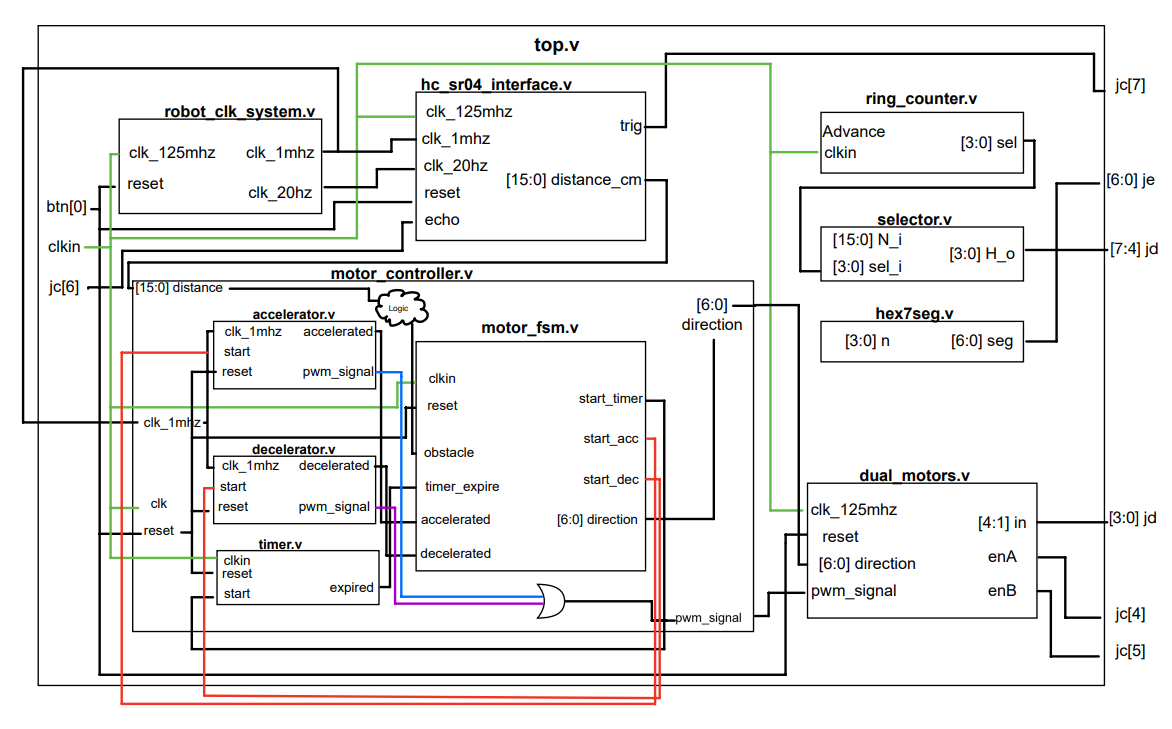 top.v
jc[7]
hc_sr04_interface.v
clk_125mhz
clk_1mhz
clk_20hz
reset
echo
trig
[15:0] distance_cm
robot_clk_system.v
clk_125mhz
reset
clk_1mhz
clk_20hz
btn[0]
clkin
jc[6]
ring_counter.v
Advance
clkin
[3:0] sel
[6:0] je
selector.v
[15:0] N_i
[3:0] sel_i
[3:0] H_o
[7:4] jd
hex7seg.v
[3:0] n
[6:0] seg
motor_controller.v
[15:0] distance
Logic
[6:0]
direction
accelerator.v
clk_1mhz
start
reset
accelerated
pwm_signal
clk_1mhz
decelerator.v
clk_1mhz
start
reset
decelerated
pwm_signal
clk
reset
timer.v
clkin
reset
start
expired
motor_fsm.v
clkin
reset
obstacle
timer_expire
accelerated
decelerated
start_timer
start_acc
start_dec
[6:0] direction
pwm_signal
dual_motors.v
clk_125mhz
reset
[6:0] direction
pwm_signal
[4:1] in
enA
enB
[3:0] jd
jc[4]
jc[5]